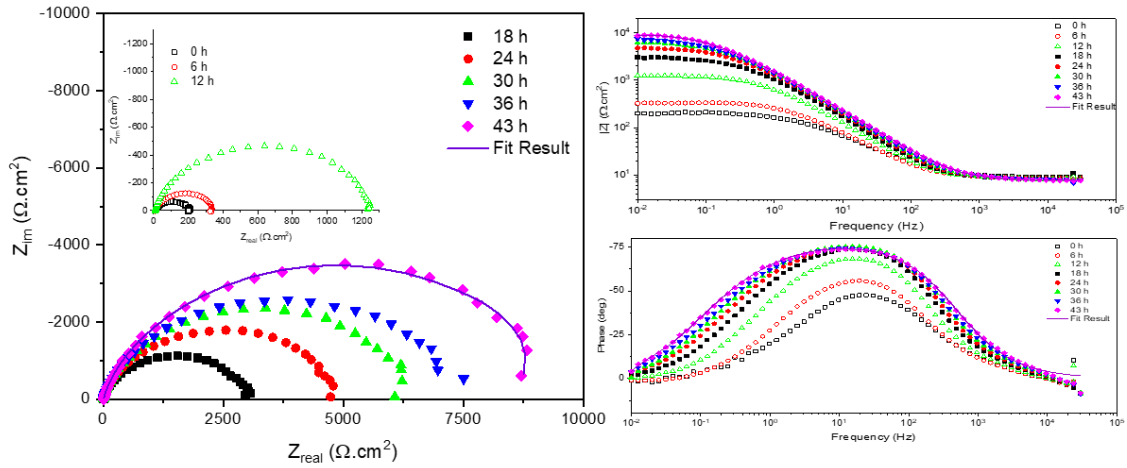 -10000
-8000
-6000
-4000
-2000
0
Z_Im (Ω.cm²)
0
2500
5000
7500
10000
Z_real (Ω.cm²)
18 h
24 h
30 h
36 h
43 h
Fit Result
-1400
-1200
-1000
-800
-600
-400
-200
0
Z_Im (Ω.cm²)
0 200 400 600 800 1000 1200
Z_real (Ω.cm²)
0 h
6 h
12 h
10⁴
10³
10²
10¹
|Z| (Ω.cm²)
10⁻² 10⁻¹ 10⁰ 10¹ 10² 10³ 10⁴ 10⁵
Frequency (Hz)
0 h
6 h
12 h
18 h
24 h
30 h
36 h
43 h
Fit Result
-75
-50
-25
0
25
Phase (deg)
10⁻² 10⁻¹ 10⁰ 10¹ 10² 10³ 10⁴ 10⁵
Frequency (Hz)
0 h
6 h
12 h
18 h
24 h
30 h
36 h
43 h
Fit Result